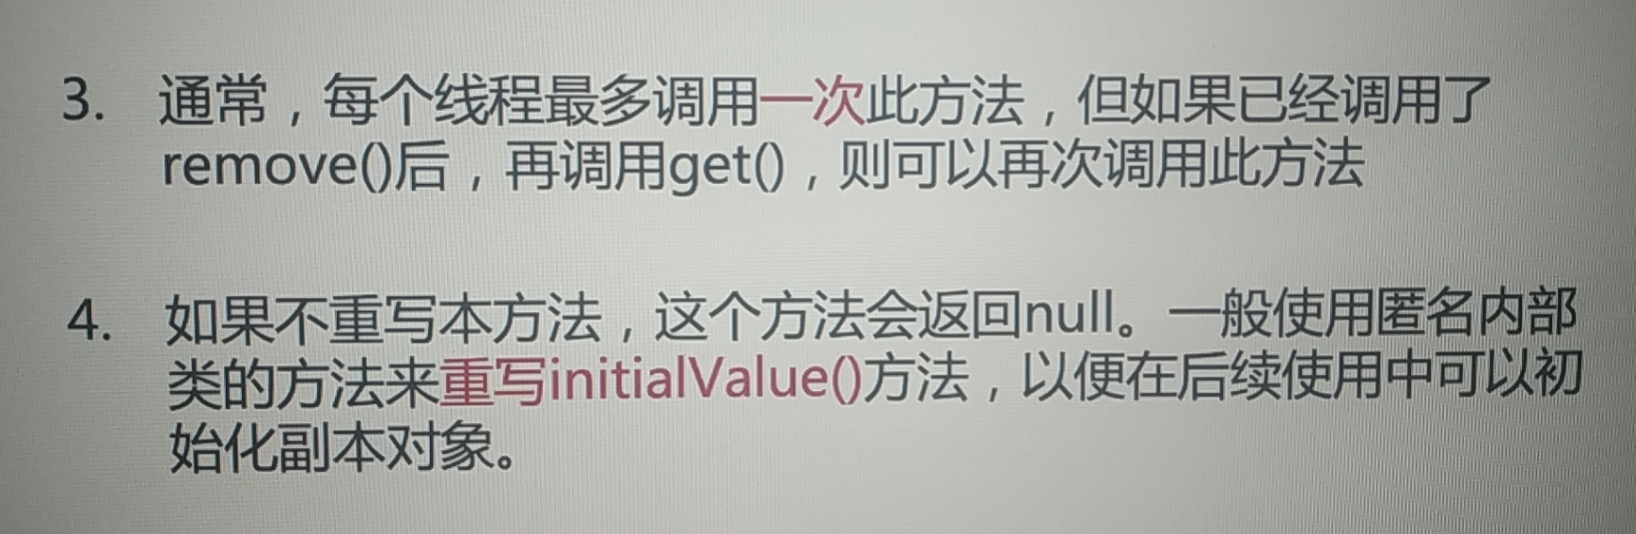 3. 通常，每个线程最多调用一次此方法，但如果已经调用了
remove()后，再调用get()，则可以再次调用此方法
4. 如果不重写本方法，这个方法会返回null。一般使用匿名内部
类的方法来重写initialValue()方法，以便在后续使用中可以初
始化副本对象。